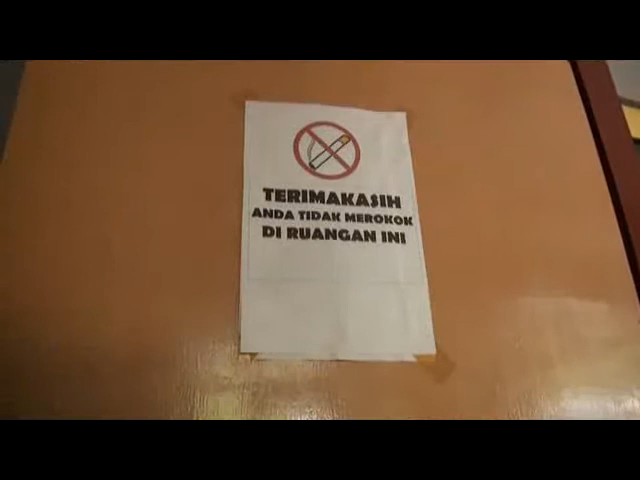 TERIMAKASIH
ANDA TIDAK MEROKOK
DI RUANGAN INI